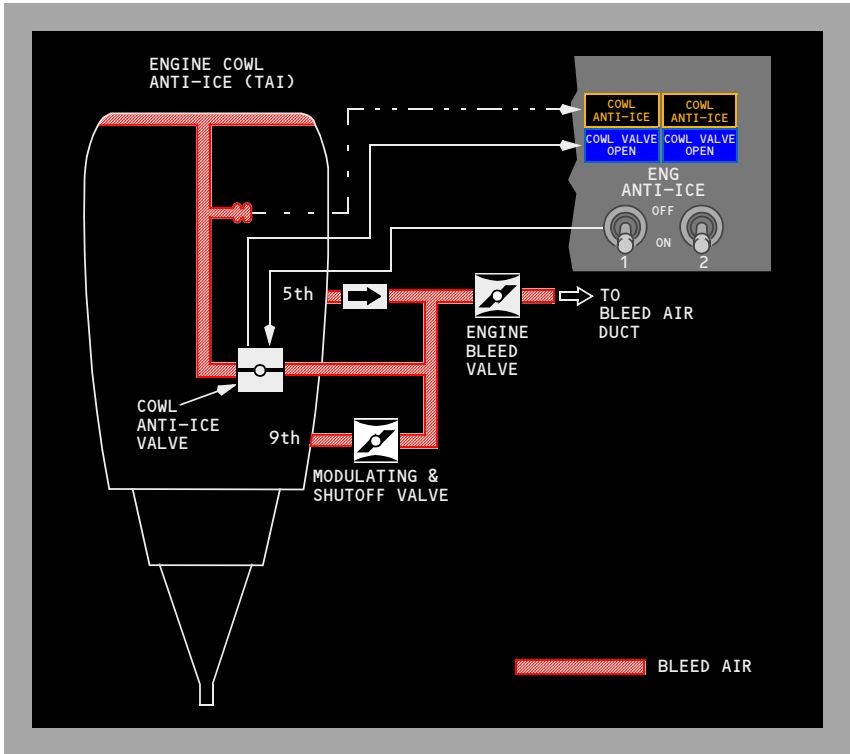 ENGINE COWL
ANTI-ICE (TAI)
COWL
ANTI-ICE
COWL
ANTI-ICE
COWL VALVE
OPEN
COWL VALVE
OPEN
ENG
ANTI-ICE
OFF
ON
1
2
5th
TO
BLEED AIR
DUCT
ENGINE
BLEED
VALVE
COWL
ANTI-ICE
VALVE
9th
MODULATING &
SHUTOFF VALVE
BLEED AIR